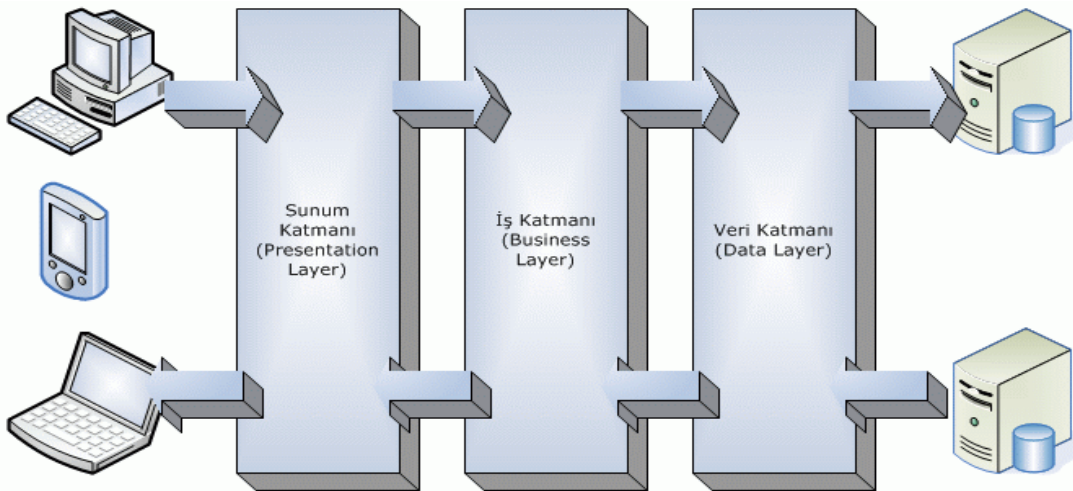 Sunum
Katmanı
(Presentation
Layer)
İş Katmanı
(Business
Layer)
Veri Katmanı
(Data Layer)